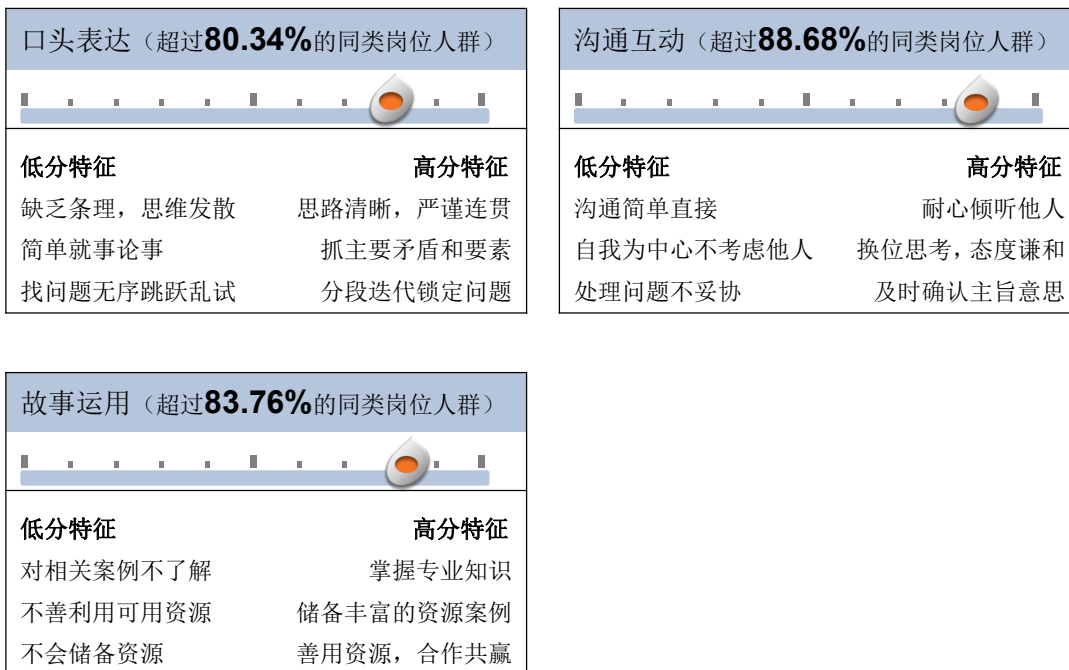 口头表达（超过80.34%的同类岗位人群）
低分特征 高分特征
缺乏条理，思维发散 思路清晰，严谨连贯
简单就事论事 抓主要矛盾和要素
找问题无序跳跃乱试 分段迭代锁定问题
沟通互动（超过88.68%的同类岗位人群）
低分特征 高分特征
沟通简单直接 耐心倾听他人
自我为中心不考虑他人 换位思考，态度谦和
处理问题不妥协 及时确认主旨意思
故事运用（超过83.76%的同类岗位人群）
低分特征 高分特征
对相关案例不了解 掌握专业知识
不善利用可用资源 储备丰富的资源案例
不会储备资源 善用资源，合作共赢